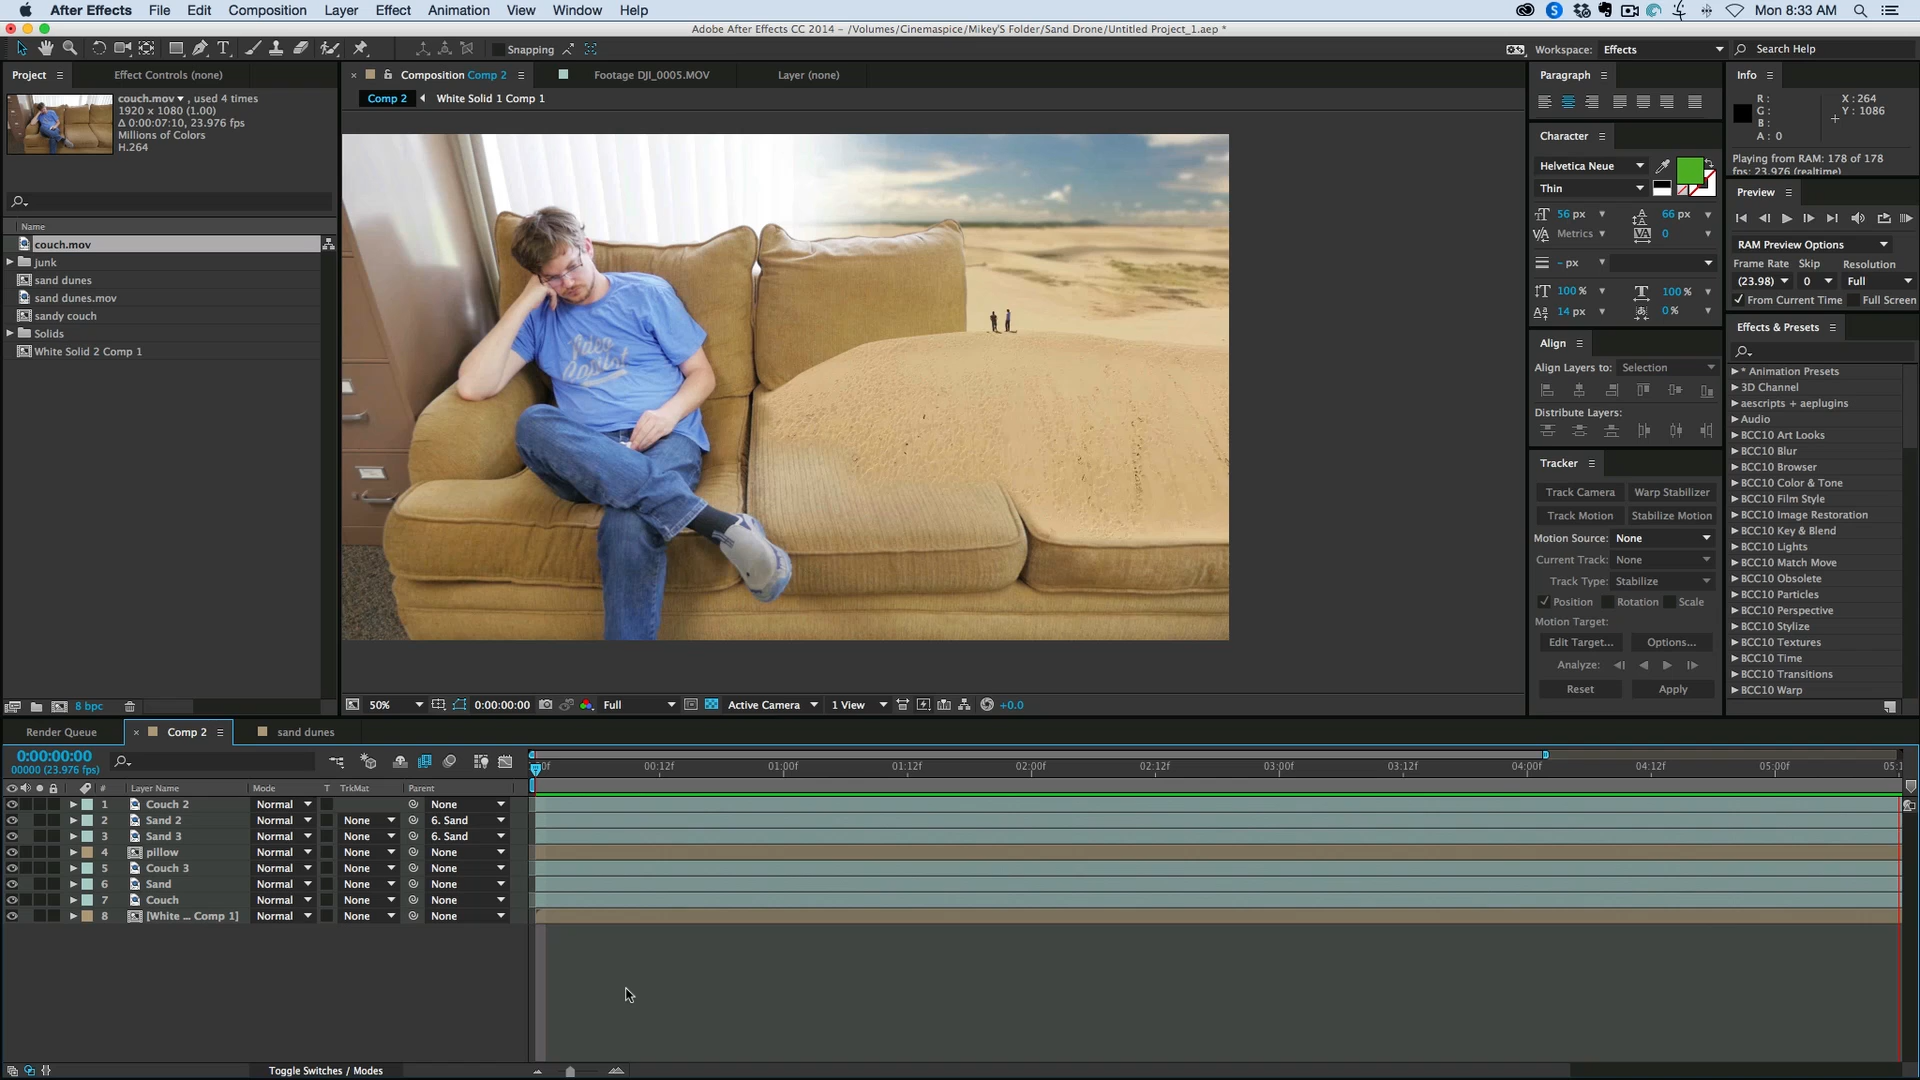 After Effects File Edit Composition Layer Effect Animation View Window Help Mon 8:33 AM
Adobe After Effects CC 2014 – /Volumes/Cinemaspice/Mikey'S Folder/Sand Drone/Untitled Project_1.aep *
Snapping Workspace: Effects Search Help
Project Effect Controls (none)
couch.mov , used 4 times
1920 x 1080 (1.00)
Δ 0:00:07:10, 23.976 fps
Millions of Colors
H.264
Name
couch.mov
junk
sand dunes
sand dunes.mov
sandy couch
Solids
White Solid 2 Comp 1
8 bpc
Composition Comp 2 Footage DJI_0005.MOV Layer (none)
Comp 2 White Solid 1 Comp 1
50% 0:00:00:00 Full Active Camera 1 View +0.0
Paragraph
Character
Helvetica Neue
Thin
56 px 66 px
Metrics 0
- px
100 % 100 %
14 px 0 %
Align
Align Layers to: Selection
Distribute Layers:
Tracker
Track Camera Warp Stabilizer
Track Motion Stabilize Motion
Motion Source: None
Current Track: None
Track Type: Stabilize
Position Rotation Scale
Motion Target:
Edit Target... Options...
Analyze:
Reset Apply
Info
R : X : 264
G : Y : 1086
B :
A : 0
Playing from RAM: 178 of 178
fps: 23.976 (realtime)
Preview
RAM Preview Options
Frame Rate Skip Resolution
(23.98) 0 Full
From Current Time Full Screen
Effects & Presets
* Animation Presets
3D Channel
aescripts + aeplugins
Audio
BCC10 Art Looks
BCC10 Blur
BCC10 Browser
BCC10 Color & Tone
BCC10 Film Style
BCC10 Image Restoration
BCC10 Key & Blend
BCC10 Lights
BCC10 Match Move
BCC10 Obsolete
BCC10 Particles
BCC10 Perspective
BCC10 Stylize
BCC10 Textures
BCC10 Time
BCC10 Transitions
BCC10 Warp
Render Queue Comp 2 sand dunes
0:00:00:00
00000 (23.976 fps)
00:12f 01:00f 01:12f 02:00f 02:12f 03:00f 03:12f 04:00f 04:12f 05:00f
# Layer Name Mode T TrkMat Parent
1 Couch 2 Normal None
2 Sand 2 Normal None 6. Sand
3 Sand 3 Normal None 6. Sand
4 pillow Normal None None
5 Couch 3 Normal None None
6 Sand Normal None None
7 Couch Normal None None
8 [White ... Comp 1] Normal None None
Toggle Switches / Modes